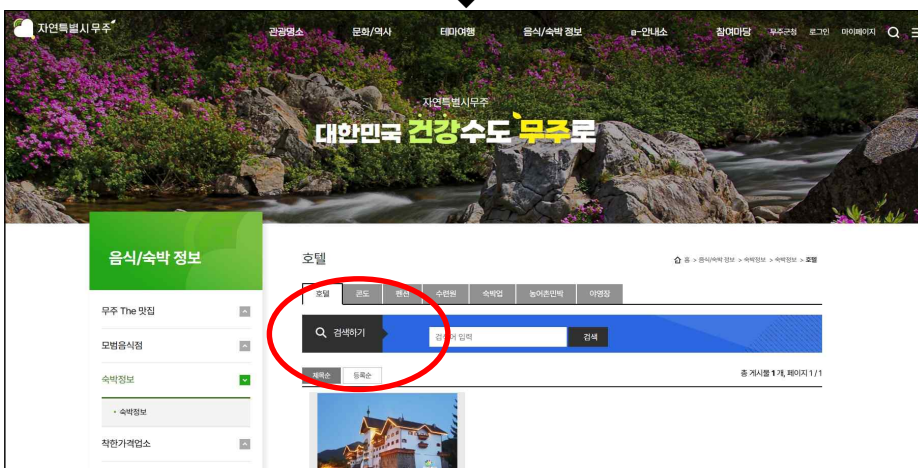 자연특별시 무주
관광명소 문화/역사 테마여행 음식/숙박 정보 e-안내소 참여마당 무주군청 로그인 마이페이지
자연특별시무주
대한민국 건강수도 무주로
음식/숙박 정보
호텔
홈 > 음식/숙박 정보 > 숙박정보 > 숙박정보 > 호텔
호텔 콘도 펜션 수련원 숙박업 농어촌민박 야영장
무주 The 맛집
검색하기 검색어 입력 검색
모범음식점
제목순 등록순 총 게시물 1 개, 페이지 1 / 1
숙박정보
• 숙박정보
착한가격업소